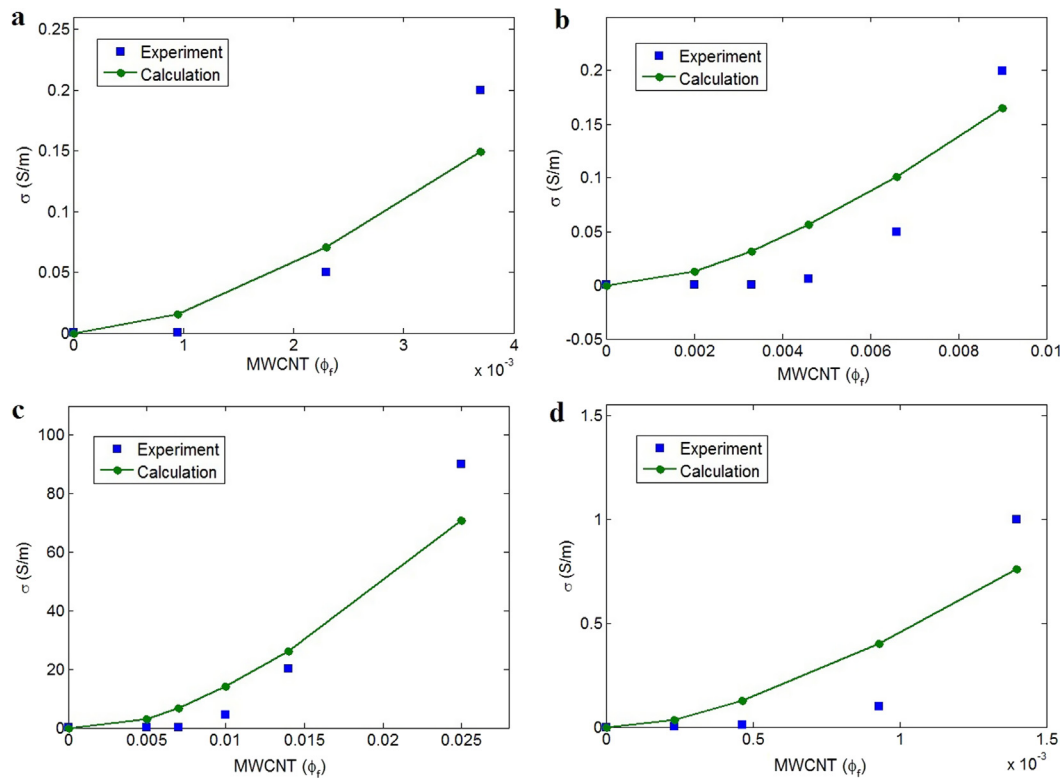 a
0.25
0.2
0.15
0.1
0.05
0
σ (S/m)
Experiment
Calculation
0 1 2 3 4
MWCNT (ϕf)
x 10⁻³
b
0.2
0.15
0.1
0.05
0
-0.05
σ (S/m)
Experiment
Calculation
0 0.002 0.004 0.006 0.008 0.01
MWCNT (ϕf)
c
100
80
60
40
20
0
σ (S/m)
Experiment
Calculation
0 0.005 0.01 0.015 0.02 0.025
MWCNT (ϕf)
d
1.5
1
0.5
0
σ (S/m)
Experiment
Calculation
0 0.5 1 1.5
MWCNT (ϕf)
x 10⁻³